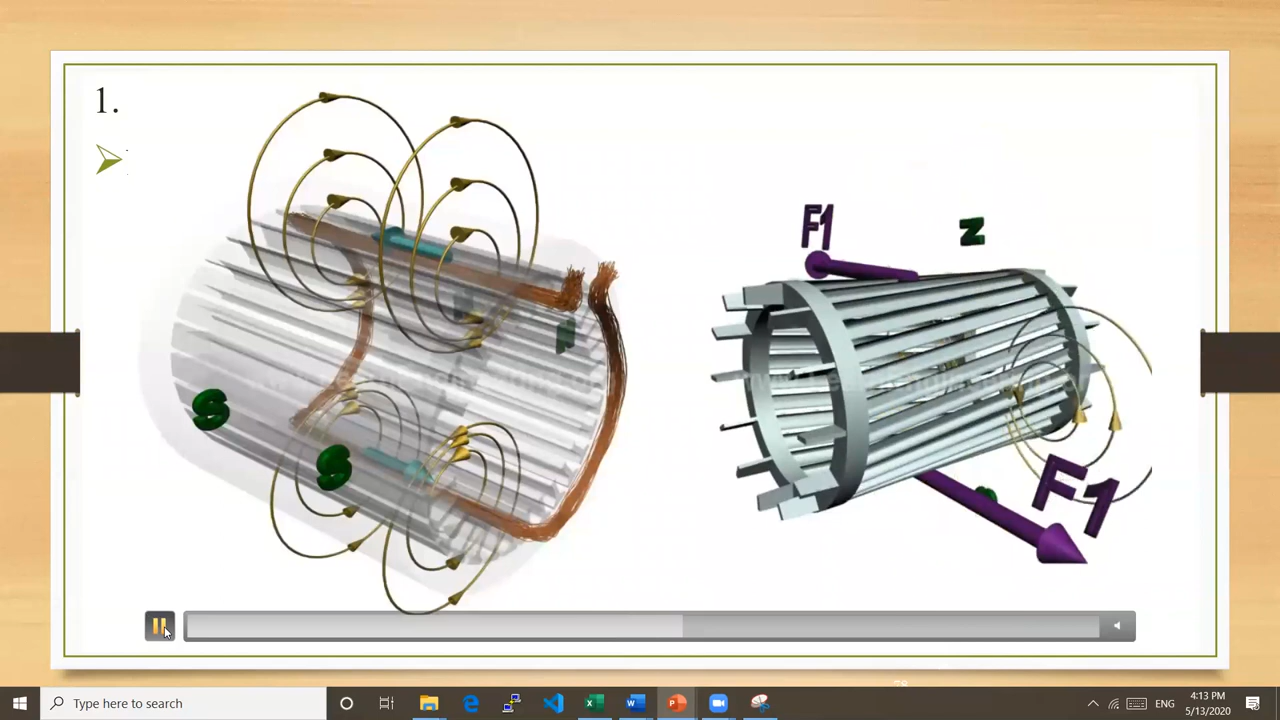 1.
F1
N
S
S
F1
Type here to search
ENG
4:13 PM
5/13/2020